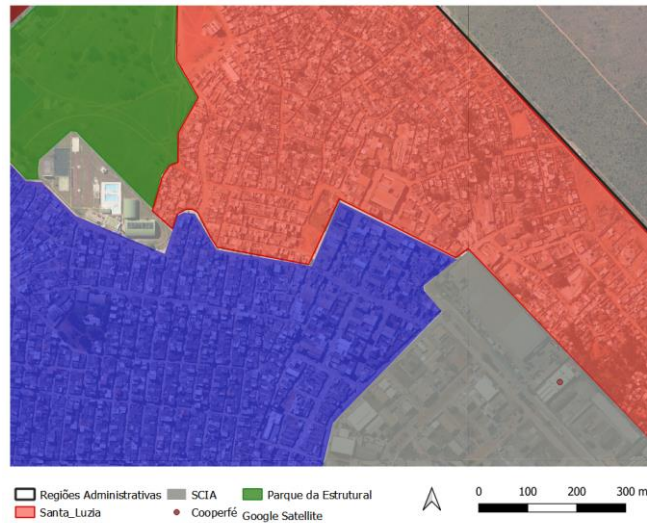 Regiões Administrativas SCIA Parque da Estrutural
Santa_Luzia Cooperfé Google Satellite
0 100 200 300 m